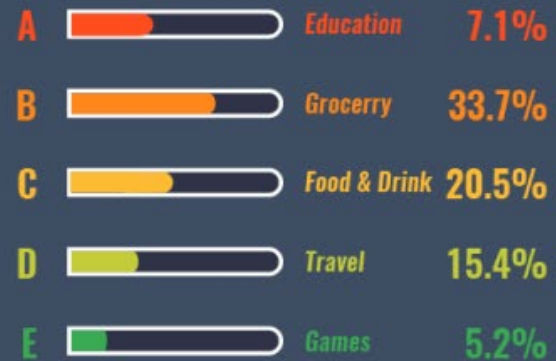 A Education 7.1%
B Grocerry 33.7%
C Food & Drink 20.5%
D Travel 15.4%
E Games 5.2%